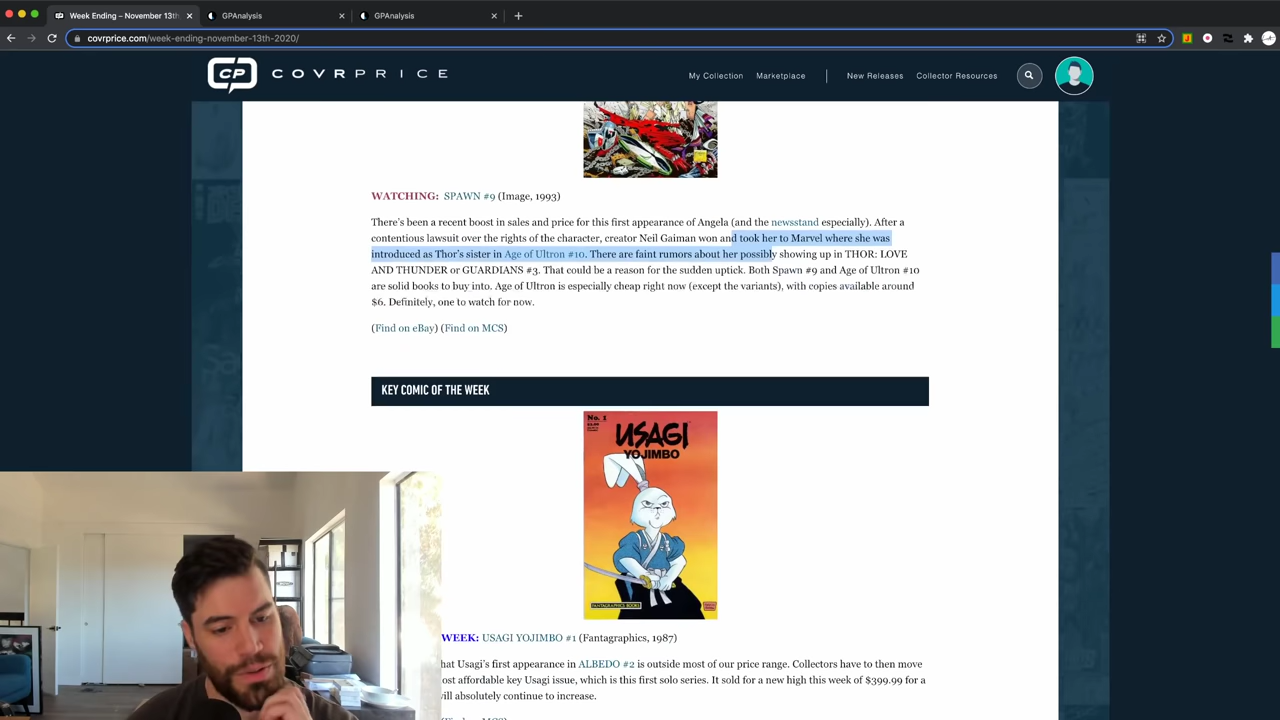 Week Ending – November 13th
GPAnalysis
GPAnalysis
covrprice.com/week-ending-november-13th-2020/
CP COVRPRICE
My Collection
Marketplace
New Releases
Collector Resources
WATCHING: SPAWN #9 (Image, 1993)
There's been a recent boost in sales and price for this first appearance of Angela (and the newsstand especially). After a
contentious lawsuit over the rights of the character, creator Neil Gaiman won and took her to Marvel where she was
introduced as Thor's sister in Age of Ultron #10. There are faint rumors about her possibly showing up in THOR: LOVE
AND THUNDER or GUARDIANS #3. That could be a reason for the sudden uptick. Both Spawn #9 and Age of Ultron #10
are solid books to buy into. Age of Ultron is especially cheap right now (except the variants), with copies available around
$6. Definitely, one to watch for now.
(Find on eBay) (Find on MCS)
KEY COMIC OF THE WEEK
No. 1
USAGI
YOJIMBO
FANTAGRAPHICS BOOKS
WEEK: USAGI YOJIMBO #1 (Fantagraphics, 1987)
hat Usagi's first appearance in ALBEDO #2 is outside most of our price range. Collectors have to then move
ost affordable key Usagi issue, which is this first solo series. It sold for a new high this week of $399.99 for a
ill absolutely continue to increase.